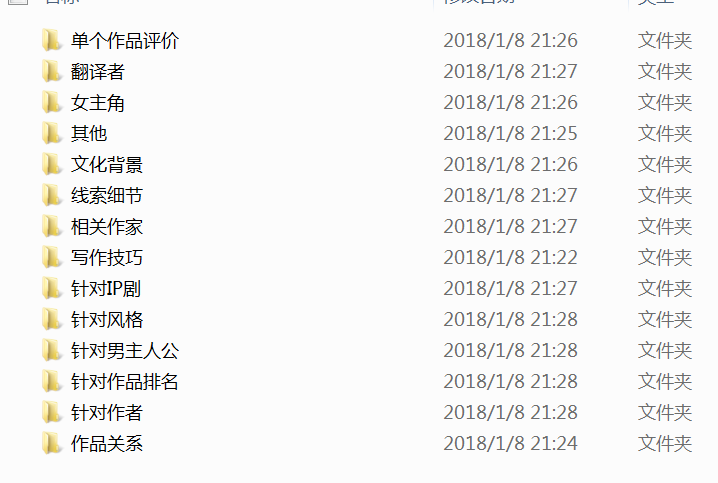 单个作品评价 2018/1/8 21:26 文件夹
翻译者 2018/1/8 21:27 文件夹
女主角 2018/1/8 21:26 文件夹
其他 2018/1/8 21:25 文件夹
文化背景 2018/1/8 21:26 文件夹
线索细节 2018/1/8 21:27 文件夹
相关作家 2018/1/8 21:27 文件夹
写作技巧 2018/1/8 21:22 文件夹
针对IP剧 2018/1/8 21:27 文件夹
针对风格 2018/1/8 21:28 文件夹
针对男主人公 2018/1/8 21:28 文件夹
针对作品排名 2018/1/8 21:28 文件夹
针对作者 2018/1/8 21:28 文件夹
作品关系 2018/1/8 21:24 文件夹